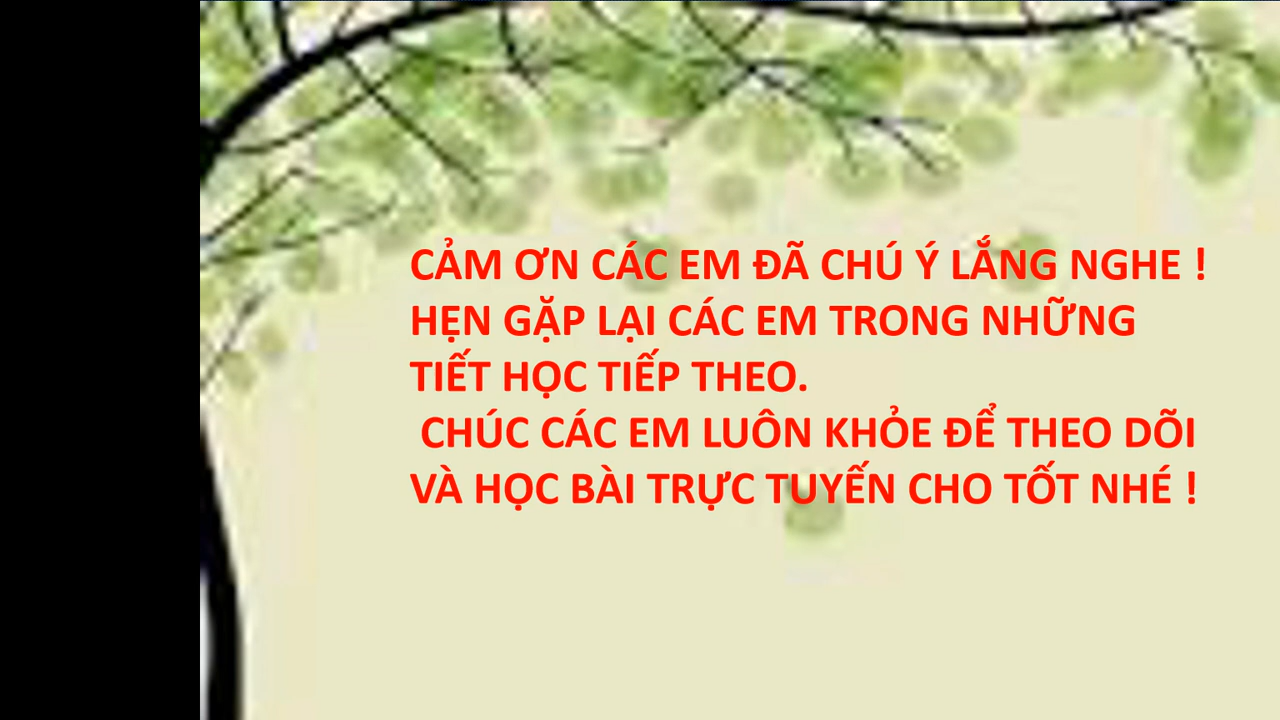 CẢM ƠN CÁC EM ĐÃ CHÚ Ý LẮNG NGHE !
HẸN GẶP LẠI CÁC EM TRONG NHỮNG
TIẾT HỌC TIẾP THEO.
CHÚC CÁC EM LUÔN KHỎE ĐỂ THEO DÕI
VÀ HỌC BÀI TRỰC TUYẾN CHO TỐT NHÉ !